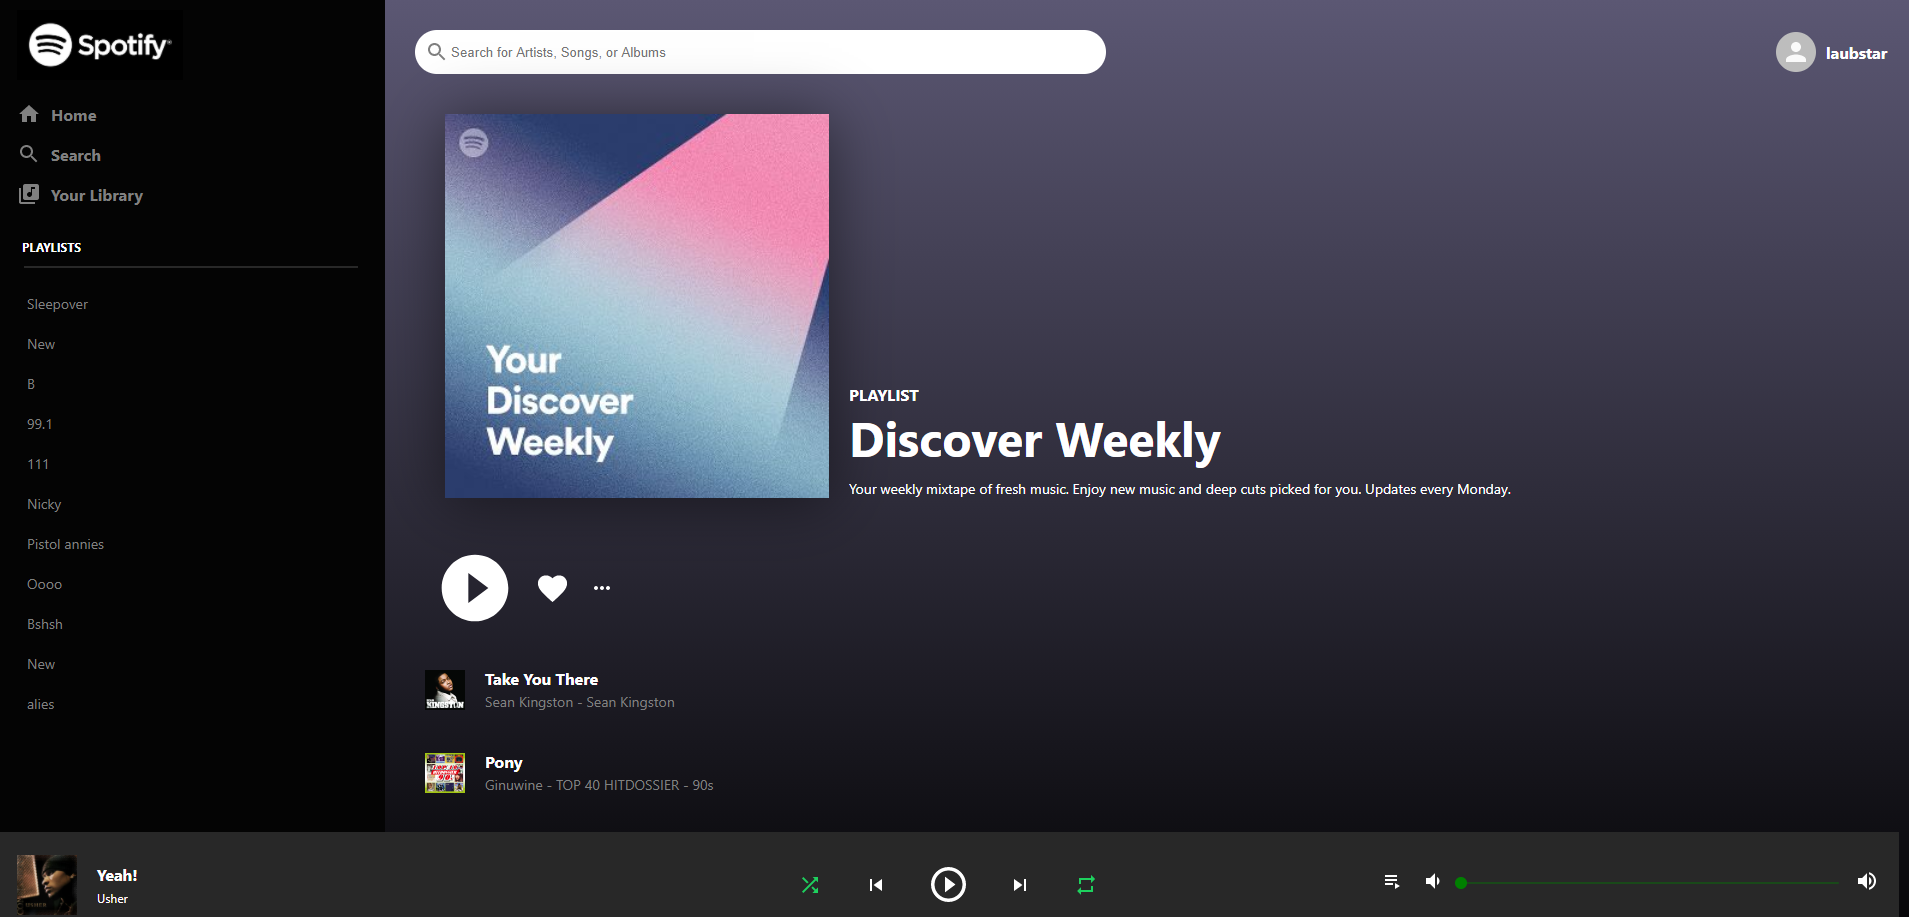 Spotify®
Home
Search
Your Library
PLAYLISTS
Sleepover
New
B
99.1
111
Nicky
Pistol annies
Oooo
Bshsh
New
alies
Search for Artists, Songs, or Albums
laubstar
Your
Discover
Weekly
PLAYLIST
Discover Weekly
Your weekly mixtape of fresh music. Enjoy new music and deep cuts picked for you. Updates every Monday.
Take You There
Sean Kingston - Sean Kingston
Pony
Ginuwine - TOP 40 HITDOSSIER - 90s
Yeah!
Usher